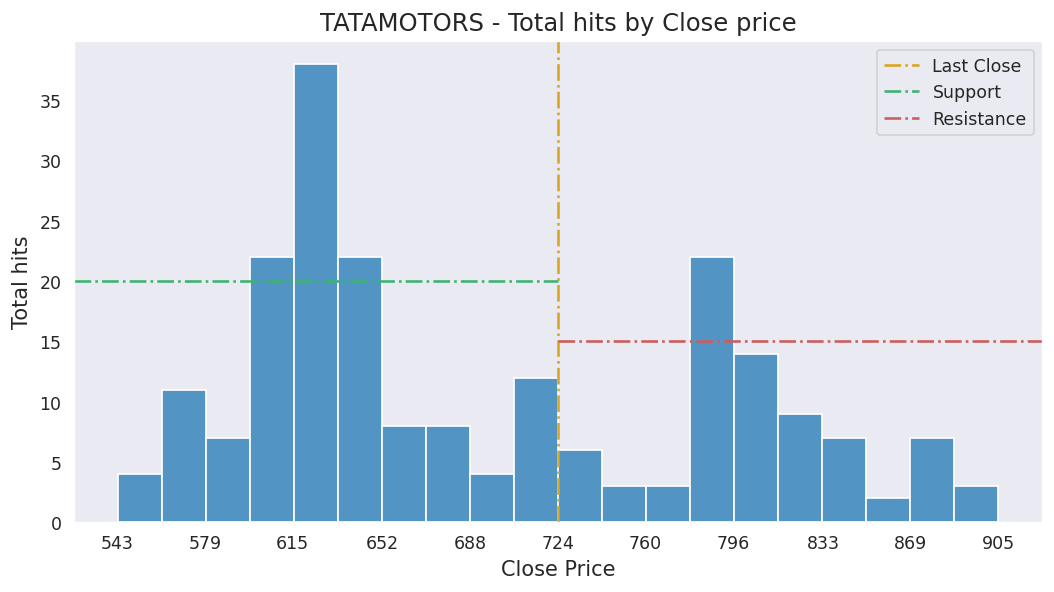 TATAMOTORS - Total hits by Close price
Last Close
Support
Resistance
Total hits
35
30
25
20
15
10
5
0
543 579 615 652 688 724 760 796 833 869 905
Close Price